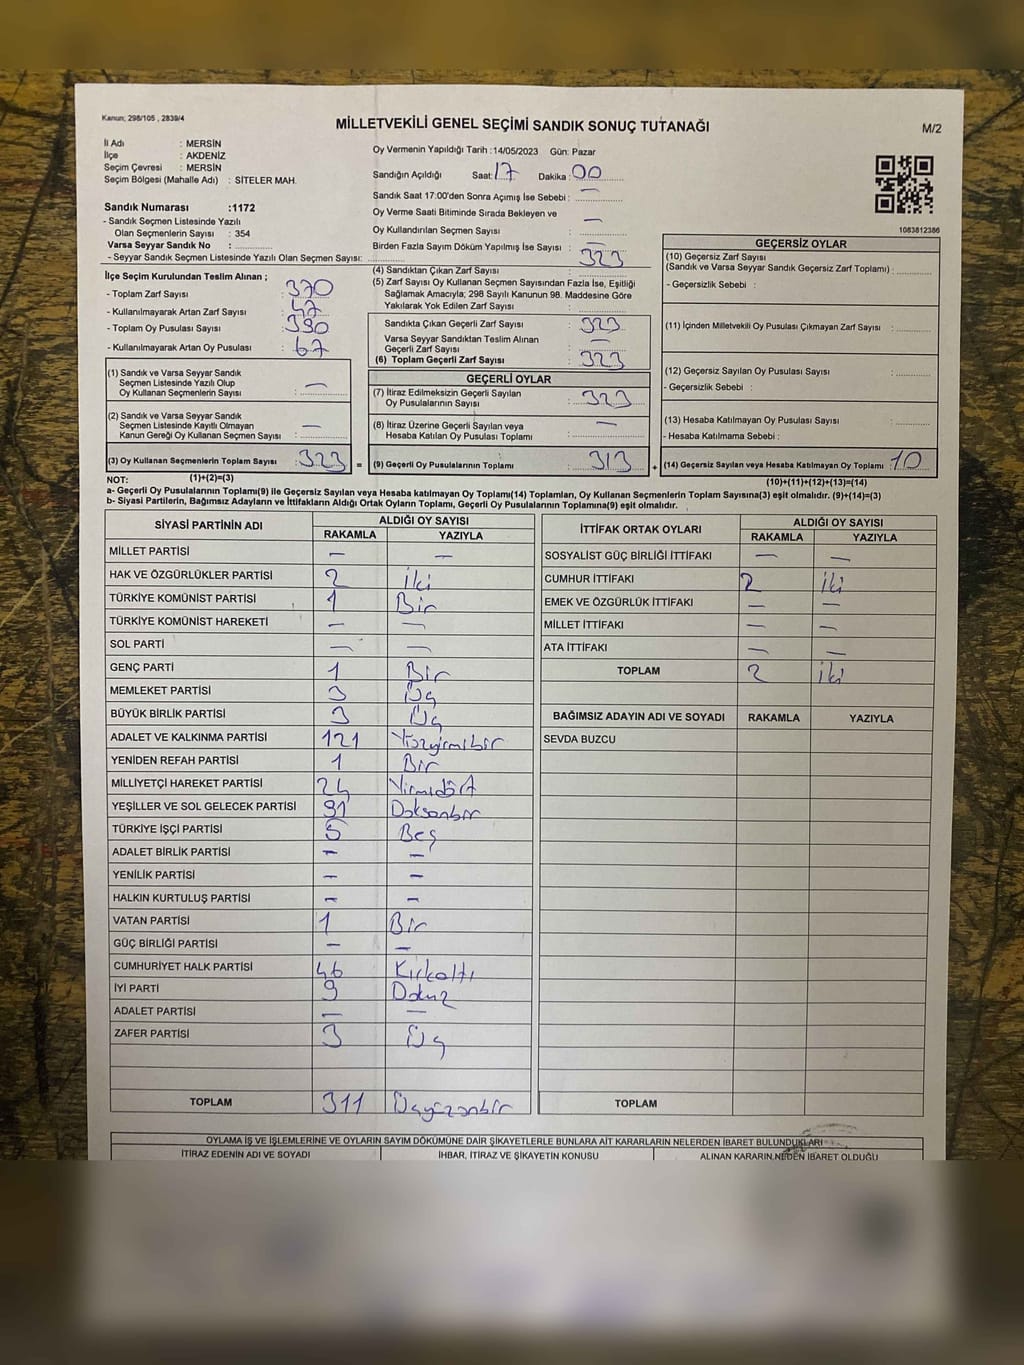 Kanun; 298/105 , 2839/4
MİLLETVEKİLİ GENEL SEÇİMİ SANDIK SONUÇ TUTANAĞI
M/2
İl Adı : MERSİN
İlçe : AKDENİZ
Seçim Çevresi : MERSİN
Seçim Bölgesi (Mahalle Adı) : SİTELER MAH.
Sandık Numarası :1172
- Sandık Seçmen Listesinde Yazılı
Olan Seçmenlerin Sayısı : 354
Varsa Seyyar Sandık No :
- Seyyar Sandık Seçmen Listesinde Yazılı Olan Seçmen Sayısı:
İlçe Seçim Kurulundan Teslim Alınan ;
- Toplam Zarf Sayısı : 370
- Kullanılmayarak Artan Zarf Sayısı : 47
- Toplam Oy Pusulası Sayısı : 390
- Kullanılmayarak Artan Oy Pusulası : 67
(1) Sandık ve Varsa Seyyar Sandık
Seçmen Listesinde Yazılı Olup
Oy Kullanan Seçmenlerin Sayısı : —
(2) Sandık ve Varsa Seyyar Sandık
Seçmen Listesinde Kayıtlı Olmayan
Kanun Gereği Oy Kullanan Seçmen Sayısı : —
(3) Oy Kullanan Seçmenlerin Toplam Sayısı : 323
Oy Vermenin Yapıldığı Tarih :14/05/2023 Gün: Pazar
Sandığın Açıldığı Saat: 17 Dakika : 00
Sandık Saat 17:00'den Sonra Açımış İse Sebebi : —
Oy Verme Saati Bitiminde Sırada Bekleyen ve
Oy Kullandırılan Seçmen Sayısı : —
Birden Fazla Sayım Döküm Yapılmış İse Sayısı : —
(4) Sandıktan Çıkan Zarf Sayısı : 323
(5) Zarf Sayısı Oy Kullanan Seçmen Sayısından Fazla İse, Eşitliği
Sağlamak Amacıyla; 298 Sayılı Kanunun 98. Maddesine Göre
Yakılarak Yok Edilen Zarf Sayısı :
Sandıkta Çıkan Geçerli Zarf Sayısı : 323
Varsa Seyyar Sandıktan Teslim Alınan
Geçerli Zarf Sayısı : —
(6) Toplam Geçerli Zarf Sayısı : 323
GEÇERLİ OYLAR
(7) İtiraz Edilmeksizin Geçerli Sayılan
Oy Pusulalarının Sayısı : 323
(8) İtiraz Üzerine Geçerli Sayılan veya
Hesaba Katılan Oy Pusulası Toplamı : —
= (9) Geçerli Oy Pusulalarının Toplamı : 313
1083812386
GEÇERSİZ OYLAR
(10) Geçersiz Zarf Sayısı
(Sandık ve Varsa Seyyar Sandık Geçersiz Zarf Toplamı) :
- Geçersizlik Sebebi :
(11) İçinden Milletvekili Oy Pusulası Çıkmayan Zarf Sayısı :
(12) Geçersiz Sayılan Oy Pusulası Sayısı :
- Geçersizlik Sebebi :
(13) Hesaba Katılmayan Oy Pusulası Sayısı :
- Hesaba Katılmama Sebebi :
+ (14) Geçersiz Sayılan veya Hesaba Katılmayan Oy Toplamı : 10
NOT: (1)+(2)=(3)
(10)+(11)+(12)+(13)=(14)
a- Geçerli Oy Pusulalarının Toplamı(9) ile Geçersiz Sayılan veya Hesaba katılmayan Oy Toplamı(14) Toplamları, Oy Kullanan Seçmenlerin Toplam Sayısına(3) eşit olmalıdır. (9)+(14)=(3)
b- Siyasi Partilerin, Bağımsız Adayların ve İttifakların Aldığı Ortak Oyların Toplamı, Geçerli Oy Pusulalarının Toplamına(9) eşit olmalıdır.
SİYASİ PARTİNİN ADI ALDIĞI OY SAYISI
RAKAMLA YAZIYLA
MİLLET PARTİSİ — —
HAK VE ÖZGÜRLÜKLER PARTİSİ 2 iki
TÜRKİYE KOMÜNİST PARTİSİ 1 Bir
TÜRKİYE KOMÜNİST HAREKETİ — —
SOL PARTİ — —
GENÇ PARTİ 1 Bir
MEMLEKET PARTİSİ 3 Üç
BÜYÜK BİRLİK PARTİSİ 3 Üç
ADALET VE KALKINMA PARTİSİ 121 Yüzyirmibir
YENİDEN REFAH PARTİSİ 1 Bir
MİLLİYETÇİ HAREKET PARTİSİ 24 Yirmidört
YEŞİLLER VE SOL GELECEK PARTİSİ 91 Doksanbir
TÜRKİYE İŞÇİ PARTİSİ 5 Beş
ADALET BİRLİK PARTİSİ — —
YENİLİK PARTİSİ — —
HALKIN KURTULUŞ PARTİSİ — —
VATAN PARTİSİ 1 Bir
GÜÇ BİRLİĞİ PARTİSİ — —
CUMHURİYET HALK PARTİSİ 46 Kırkaltı
İYİ PARTİ 9 Dokuz
ADALET PARTİSİ — —
ZAFER PARTİSİ 3 Üç
TOPLAM 311 Üçyüzonbir
İTTİFAK ORTAK OYLARI ALDIĞI OY SAYISI
RAKAMLA YAZIYLA
SOSYALİST GÜÇ BİRLİĞİ İTTİFAKI — —
CUMHUR İTTİFAKI 2 iki
EMEK VE ÖZGÜRLÜK İTTİFAKI — —
MİLLET İTTİFAKI — —
ATA İTTİFAKI — —
TOPLAM 2 iki
BAĞIMSIZ ADAYIN ADI VE SOYADI RAKAMLA YAZIYLA
SEVDA BUZCU
TOPLAM
OYLAMA İŞ VE İŞLEMLERİNE VE OYLARIN SAYIM DÖKÜMÜNE DAİR ŞİKAYETLERLE BUNLARA AİT KARARLARIN NELERDEN İBARET BULUNDUKLARI
İTİRAZ EDENİN ADI VE SOYADI İHBAR, İTİRAZ VE ŞİKAYETİN KONUSU ALINAN KARARIN NEDEN İBARET OLDUĞU